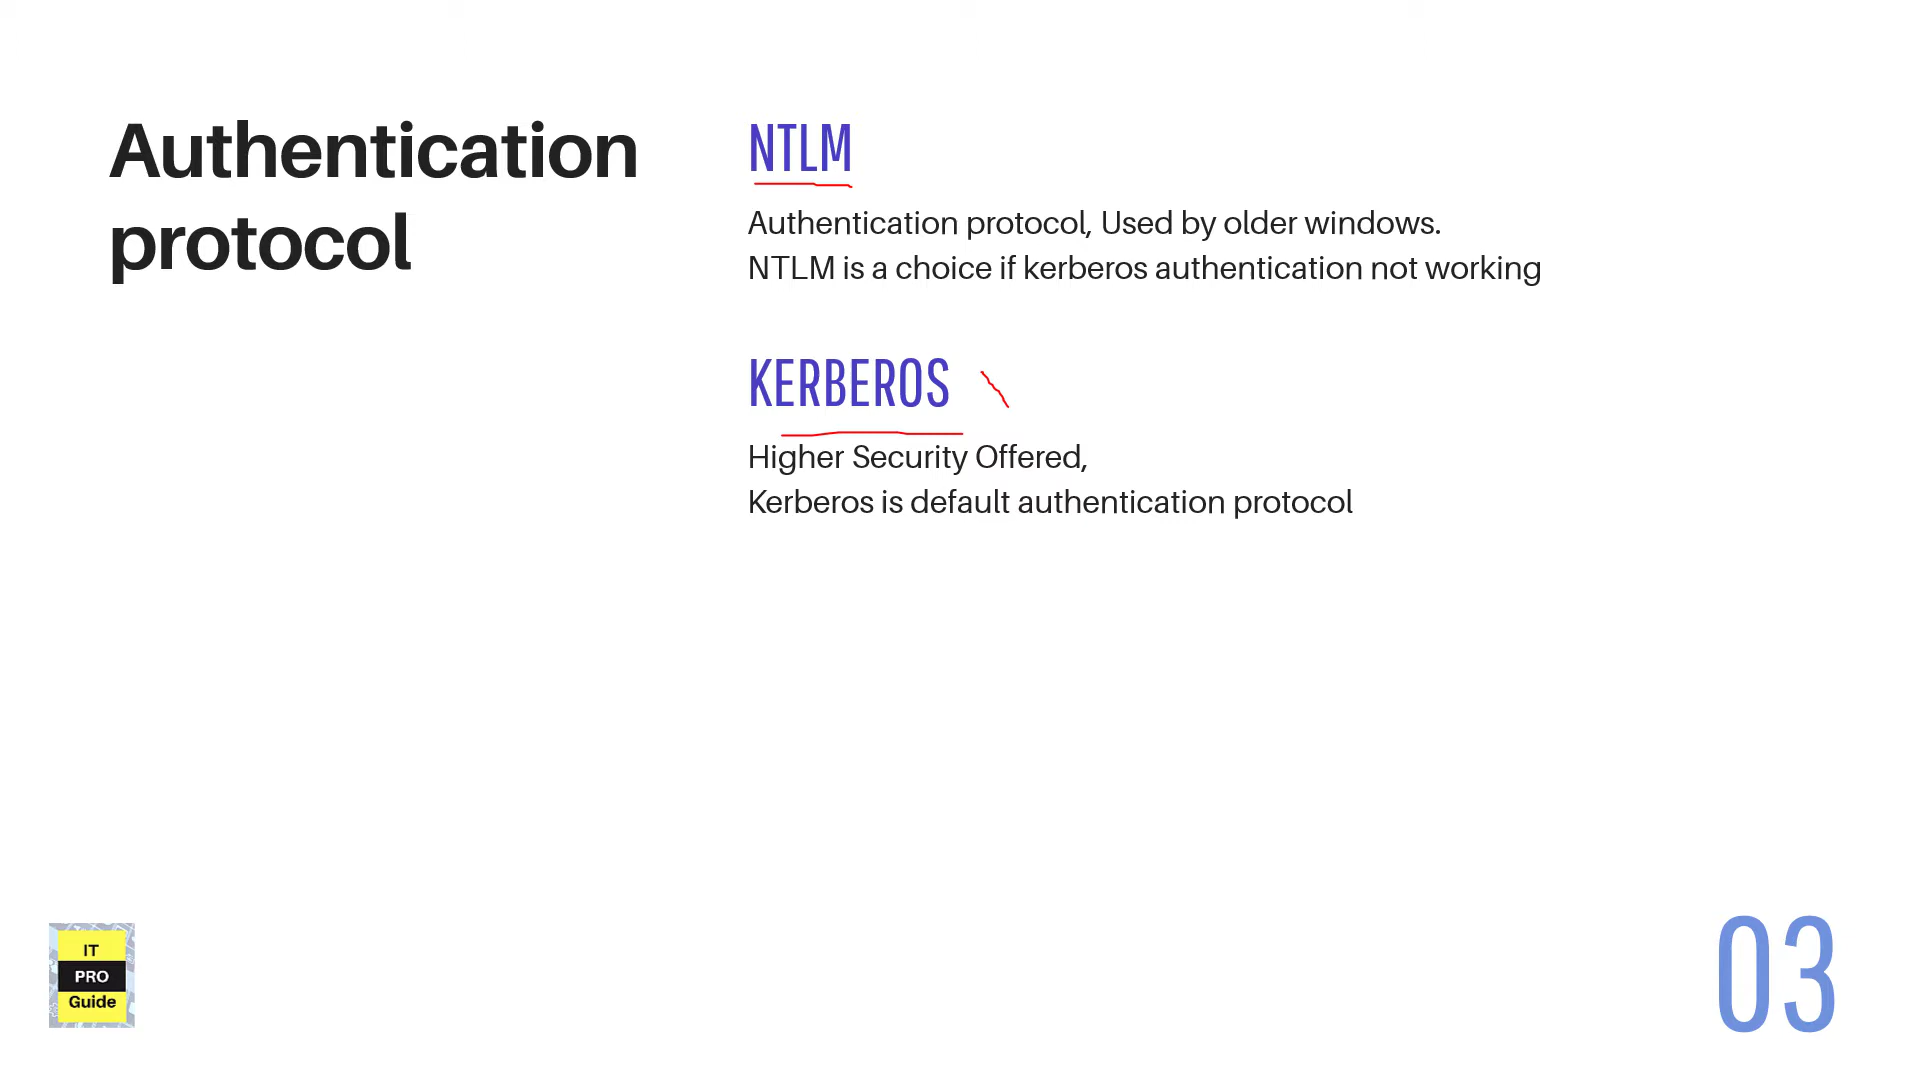 Authentication
protocol
NTLM
Authentication protocol, Used by older windows.
NTLM is a choice if kerberos authentication not working
KERBEROS
Higher Security Offered,
Kerberos is default authentication protocol
IT
PRO
Guide
03